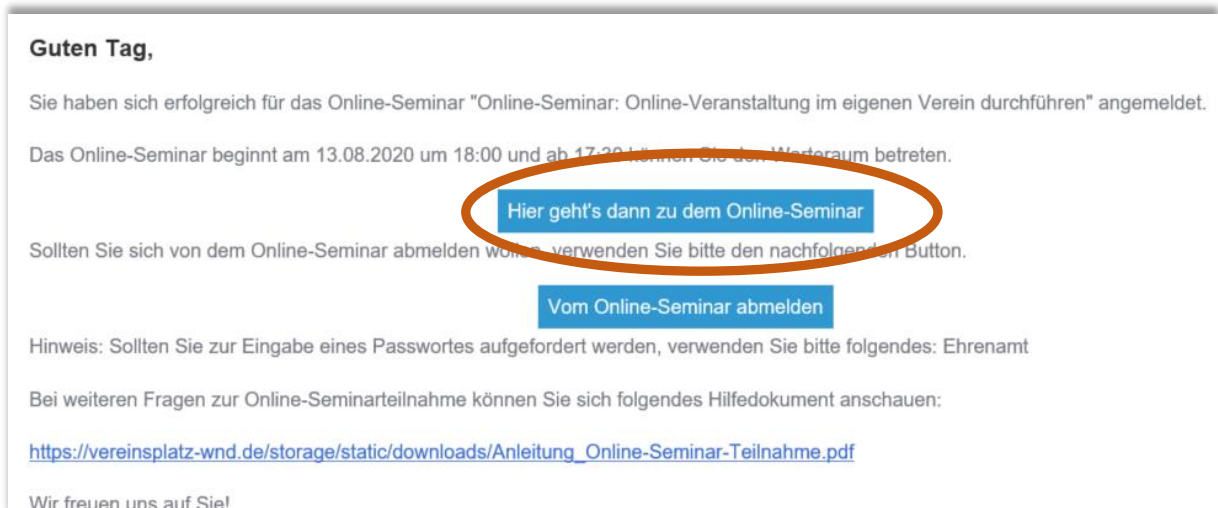 Guten Tag,
Sie haben sich erfolgreich für das Online-Seminar "Online-Seminar: Online-Veranstaltung im eigenen Verein durchführen" angemeldet.
Das Online-Seminar beginnt am 13.08.2020 um 18:00 und ab 17:30 können Sie den Warteraum betreten.
Hier geht's dann zu dem Online-Seminar
Sollten Sie sich von dem Online-Seminar abmelden wollen, verwenden Sie bitte den nachfolgenden Button.
Vom Online-Seminar abmelden
Hinweis: Sollten Sie zur Eingabe eines Passwortes aufgefordert werden, verwenden Sie bitte folgendes: Ehrenamt
Bei weiteren Fragen zur Online-Seminarteilnahme können Sie sich folgendes Hilfedokument anschauen:
https://vereinsplatz-wnd.de/storage/static/downloads/Anleitung_Online-Seminar-Teilnahme.pdf
Wir freuen uns auf Sie!